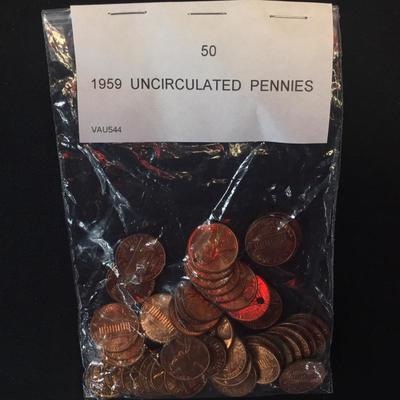 50
1959 UNCIRCULATED PENNIES
VAU544